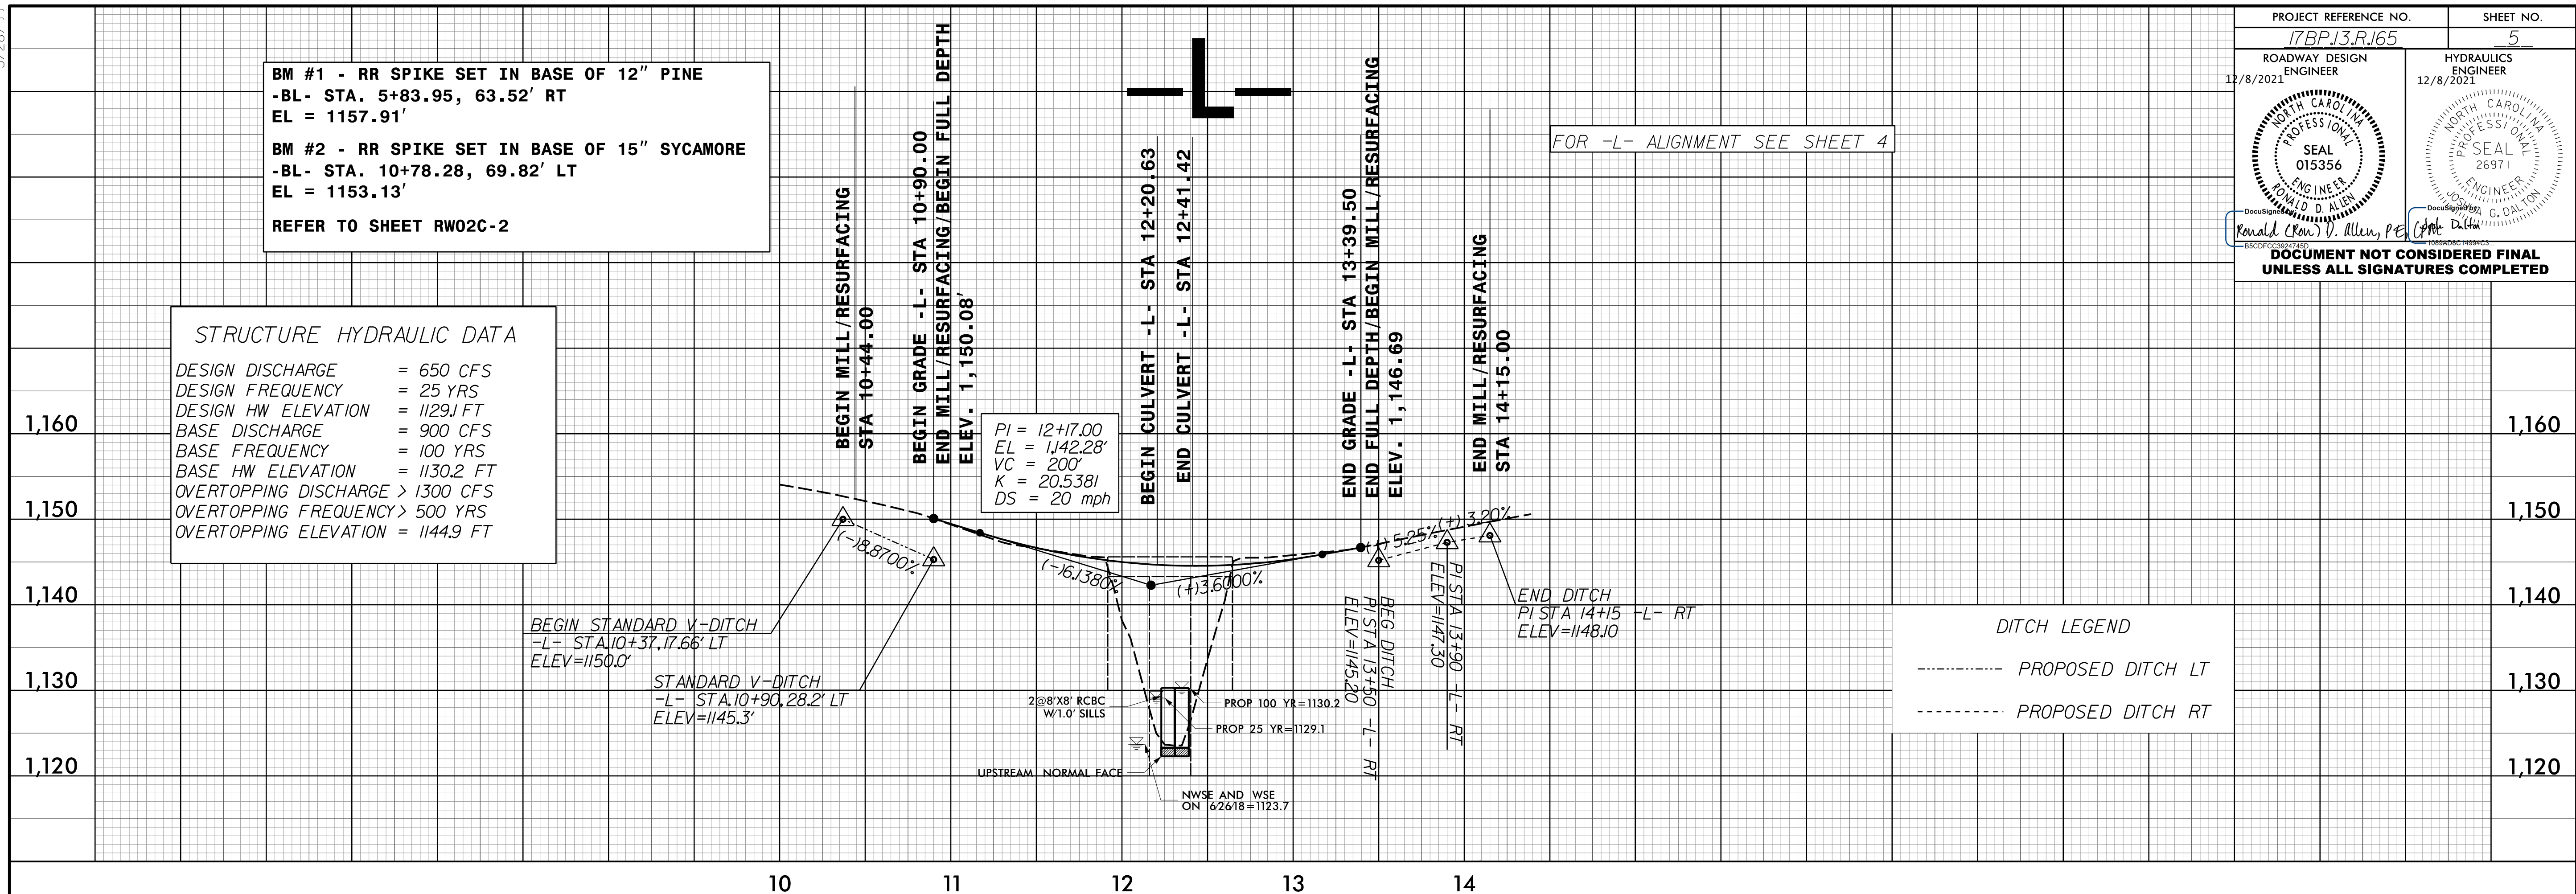 PROJECT REFERENCE NO.
SHEET NO.
17BP.13.R.165
5
ROADWAY DESIGN
ENGINEER
HYDRAULICS
ENGINEER
12/8/2021
12/8/2021
NORTH CAROLINA
PROFESSIONAL
SEAL
015356
ENGINEER
RONALD D. ALLEN
NORTH CAROLINA
PROFESSIONAL
SEAL
26971
ENGINEER
JOSHUA G. DALTON
DocuSigned by:
Ronald (Ron) D. Allen, PE, CPM
B5CDFCC3924745D...
DocuSigned by:
Dalton
DOCUMENT NOT CONSIDERED FINAL
UNLESS ALL SIGNATURES COMPLETED
BM #1 - RR SPIKE SET IN BASE OF 12" PINE
-BL- STA. 5+83.95, 63.52' RT
EL = 1157.91'
BM #2 - RR SPIKE SET IN BASE OF 15" SYCAMORE
-BL- STA. 10+78.28, 69.82' LT
EL = 1153.13'
REFER TO SHEET RW02C-2
-L-
FOR -L- ALIGNMENT SEE SHEET 4
STRUCTURE HYDRAULIC DATA
DESIGN DISCHARGE = 650 CFS
DESIGN FREQUENCY = 25 YRS
DESIGN HW ELEVATION = 1129.1 FT
BASE DISCHARGE = 900 CFS
BASE FREQUENCY = 100 YRS
BASE HW ELEVATION = 1130.2 FT
OVERTOPPING DISCHARGE > 1300 CFS
OVERTOPPING FREQUENCY > 500 YRS
OVERTOPPING ELEVATION = 1144.9 FT
BEGIN MILL/RESURFACING
STA 10+44.00
BEGIN GRADE -L- STA 10+90.00
END MILL/RESURFACING/BEGIN FULL DEPTH
ELEV. 1,150.08'
PI = 12+17.00
EL = 1,142.28'
VC = 200'
K = 20.5381
DS = 20 mph
BEGIN CULVERT -L- STA 12+20.63
END CULVERT -L- STA 12+41.42
END GRADE -L- STA 13+39.50
END FULL DEPTH/BEGIN MILL/RESURFACING
ELEV. 1,146.69
END MILL/RESURFACING
STA 14+15.00
1,160
1,150
1,140
1,130
1,120
1,160
1,150
1,140
1,130
1,120
(-)8.8700%
(-)6.1380%
(+)3.6000%
(+) 5.25%
(+) 3.20%
BEGIN STANDARD V-DITCH
-L- STA.10+37,17.66' LT
ELEV=1150.0'
STANDARD V-DITCH
-L- STA.10+90,28.2' LT
ELEV=1145.3'
BEG DITCH
PI STA 13+50 -L- RT
ELEV=1145.20
PI STA 13+90 -L- RT
ELEV=1147.30
END DITCH
PI STA 14+15 -L- RT
ELEV=1148.10
2@8'X8' RCBC
W/1.0' SILLS
PROP 100 YR=1130.2
PROP 25 YR=1129.1
UPSTREAM NORMAL FACE
NWSE AND WSE
ON 6/26/18=1123.7
DITCH LEGEND
PROPOSED DITCH LT
PROPOSED DITCH RT
10
11
12
13
14